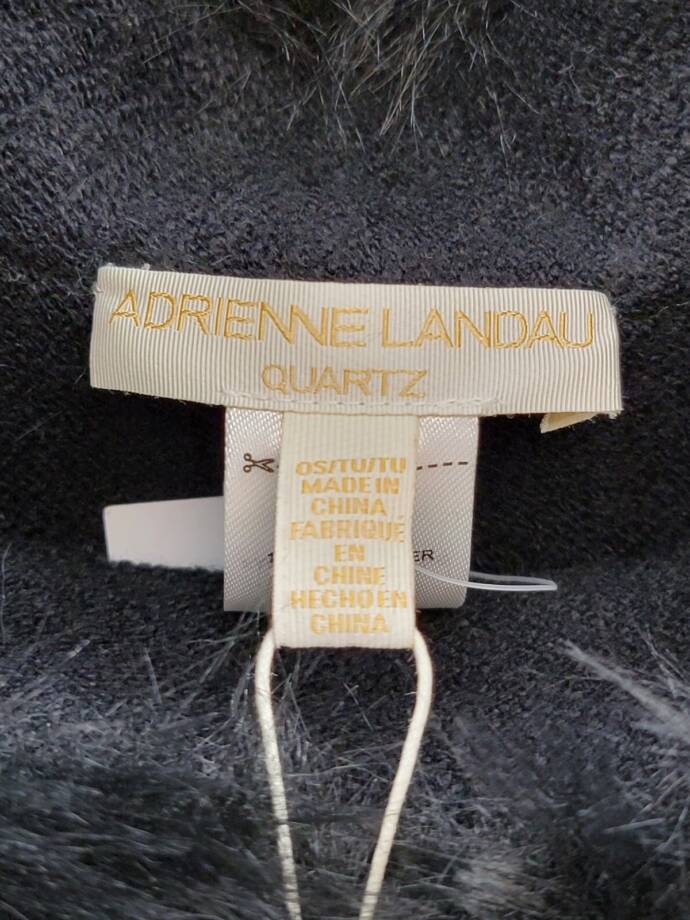 ADRIENNE LANDAU
QUARTZ
OS/TU/TU
MADE IN
CHINA
FABRIQUÉ
EN
CHINE
HECHO EN
CHINA